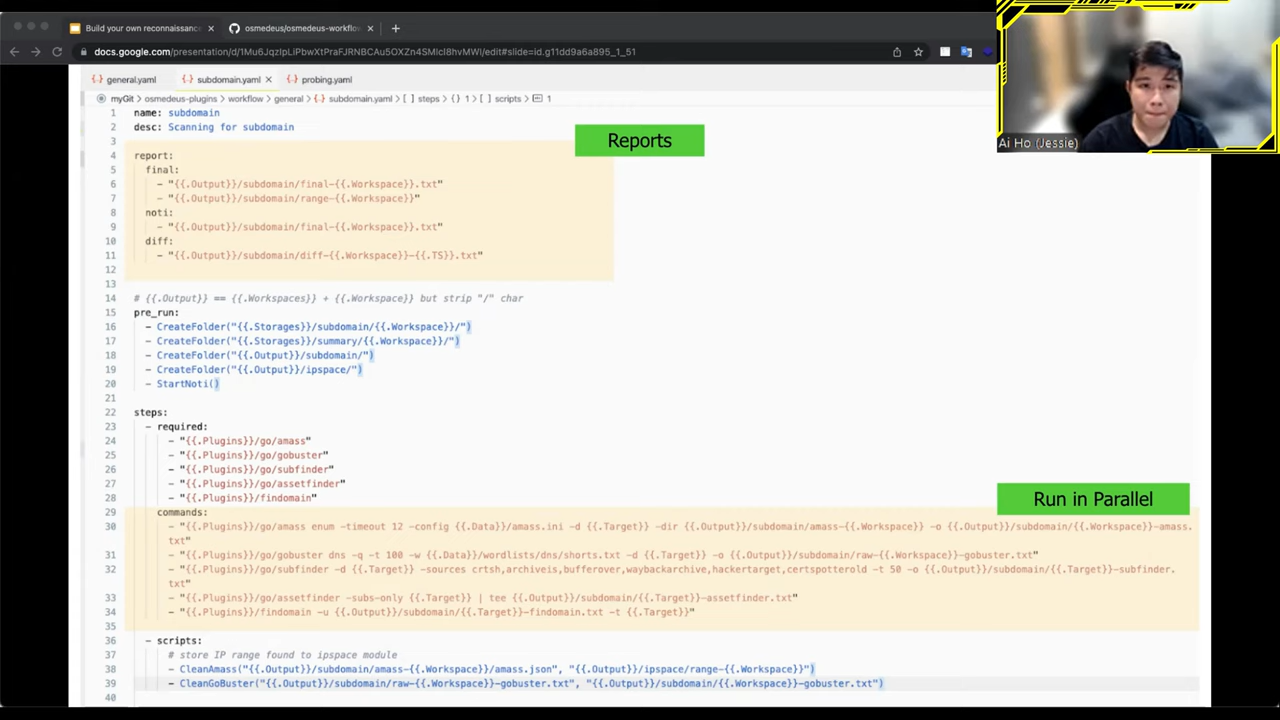 Build your own reconnaissance
osmedeus/osmedeus-workflow
docs.google.com/presentation/d/1Mu6JqzIpLiPbwXtPraFJRNBCAu5OXZn4SMlcI8hvMWI/edit#slide=id.g11dd9a6a895_1_51
Ai Ho (Jessie)
general.yaml
subdomain.yaml
probing.yaml
myGit > osmedeus-plugins > workflow > general > subdomain.yaml > [ ] steps > {} 1 > [ ] scripts > 1
1 name: subdomain
2 desc: Scanning for subdomain
3
Reports
4 report:
5 final:
6 - "{{.Output}}/subdomain/final-{{.Workspace}}.txt"
7 - "{{.Output}}/subdomain/range-{{.Workspace}}"
8 noti:
9 - "{{.Output}}/subdomain/final-{{.Workspace}}.txt"
10 diff:
11 - "{{.Output}}/subdomain/diff-{{.Workspace}}-{{.TS}}.txt"
12
13
14 # {{.Output}} == {{.Workspaces}} + {{.Workspace}} but strip "/" char
15 pre_run:
16 - CreateFolder("{{.Storages}}/subdomain/{{.Workspace}}/")
17 - CreateFolder("{{.Storages}}/summary/{{.Workspace}}/")
18 - CreateFolder("{{.Output}}/subdomain/")
19 - CreateFolder("{{.Output}}/ipspace/")
20 - StartNoti()
21
22 steps:
23 - required:
24 - "{{.Plugins}}/go/amass"
25 - "{{.Plugins}}/go/gobuster"
26 - "{{.Plugins}}/go/subfinder"
27 - "{{.Plugins}}/go/assetfinder"
28 - "{{.Plugins}}/findomain"
Run in Parallel
29 commands:
30 - "{{.Plugins}}/go/amass enum -timeout 12 -config {{.Data}}/amass.ini -d {{.Target}} -dir {{.Output}}/subdomain/amass-{{.Workspace}} -o {{.Output}}/subdomain/{{.Workspace}}-amass.
txt"
31 - "{{.Plugins}}/go/gobuster dns -q -t 100 -w {{.Data}}/wordlists/dns/shorts.txt -d {{.Target}} -o {{.Output}}/subdomain/raw-{{.Workspace}}-gobuster.txt"
32 - "{{.Plugins}}/go/subfinder -d {{.Target}} -sources crtsh,archiveis,bufferover,waybackarchive,hackertarget,certspotterold -t 50 -o {{.Output}}/subdomain/{{.Target}}-subfinder.
txt"
33 - "{{.Plugins}}/go/assetfinder -subs-only {{.Target}} | tee {{.Output}}/subdomain/{{.Target}}-assetfinder.txt"
34 - "{{.Plugins}}/findomain -u {{.Output}}/subdomain/{{.Target}}-findomain.txt -t {{.Target}}"
35
36 - scripts:
37 # store IP range found to ipspace module
38 - CleanAmass("{{.Output}}/subdomain/amass-{{.Workspace}}/amass.json", "{{.Output}}/ipspace/range-{{.Workspace}}")
39 - CleanGoBuster("{{.Output}}/subdomain/raw-{{.Workspace}}-gobuster.txt", "{{.Output}}/subdomain/{{.Workspace}}-gobuster.txt")
40